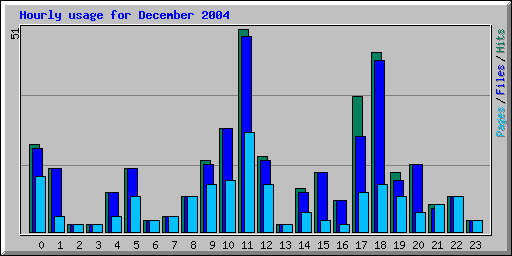 Hourly usage for December 2004
51
Pages / Files / Hits
0 1 2 3 4 5 6 7 8 9 10 11 12 13 14 15 16 17 18 19 20 21 22 23